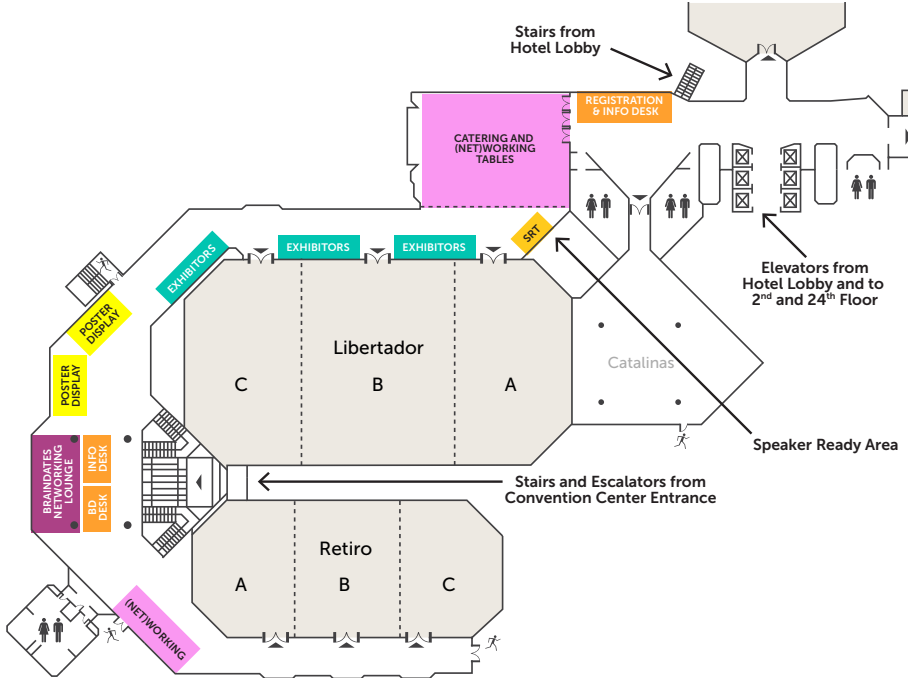 Stairs from
Hotel Lobby
REGISTRATION
& INFO DESK
CATERING AND
(NET)WORKING
TABLES
SRT
EXHIBITORS
EXHIBITORS
EXHIBITORS
Elevators from
Hotel Lobby and to
2nd and 24th Floor
POSTER
DISPLAY
POSTER
DISPLAY
Libertador
C
B
A
Catalinas
Speaker Ready Area
BRAINDATES
NETWORKING
LOUNGE
INFO
DESK
BD
DESK
Stairs and Escalators from
Convention Center Entrance
Retiro
A
B
C
(NET)WORKING